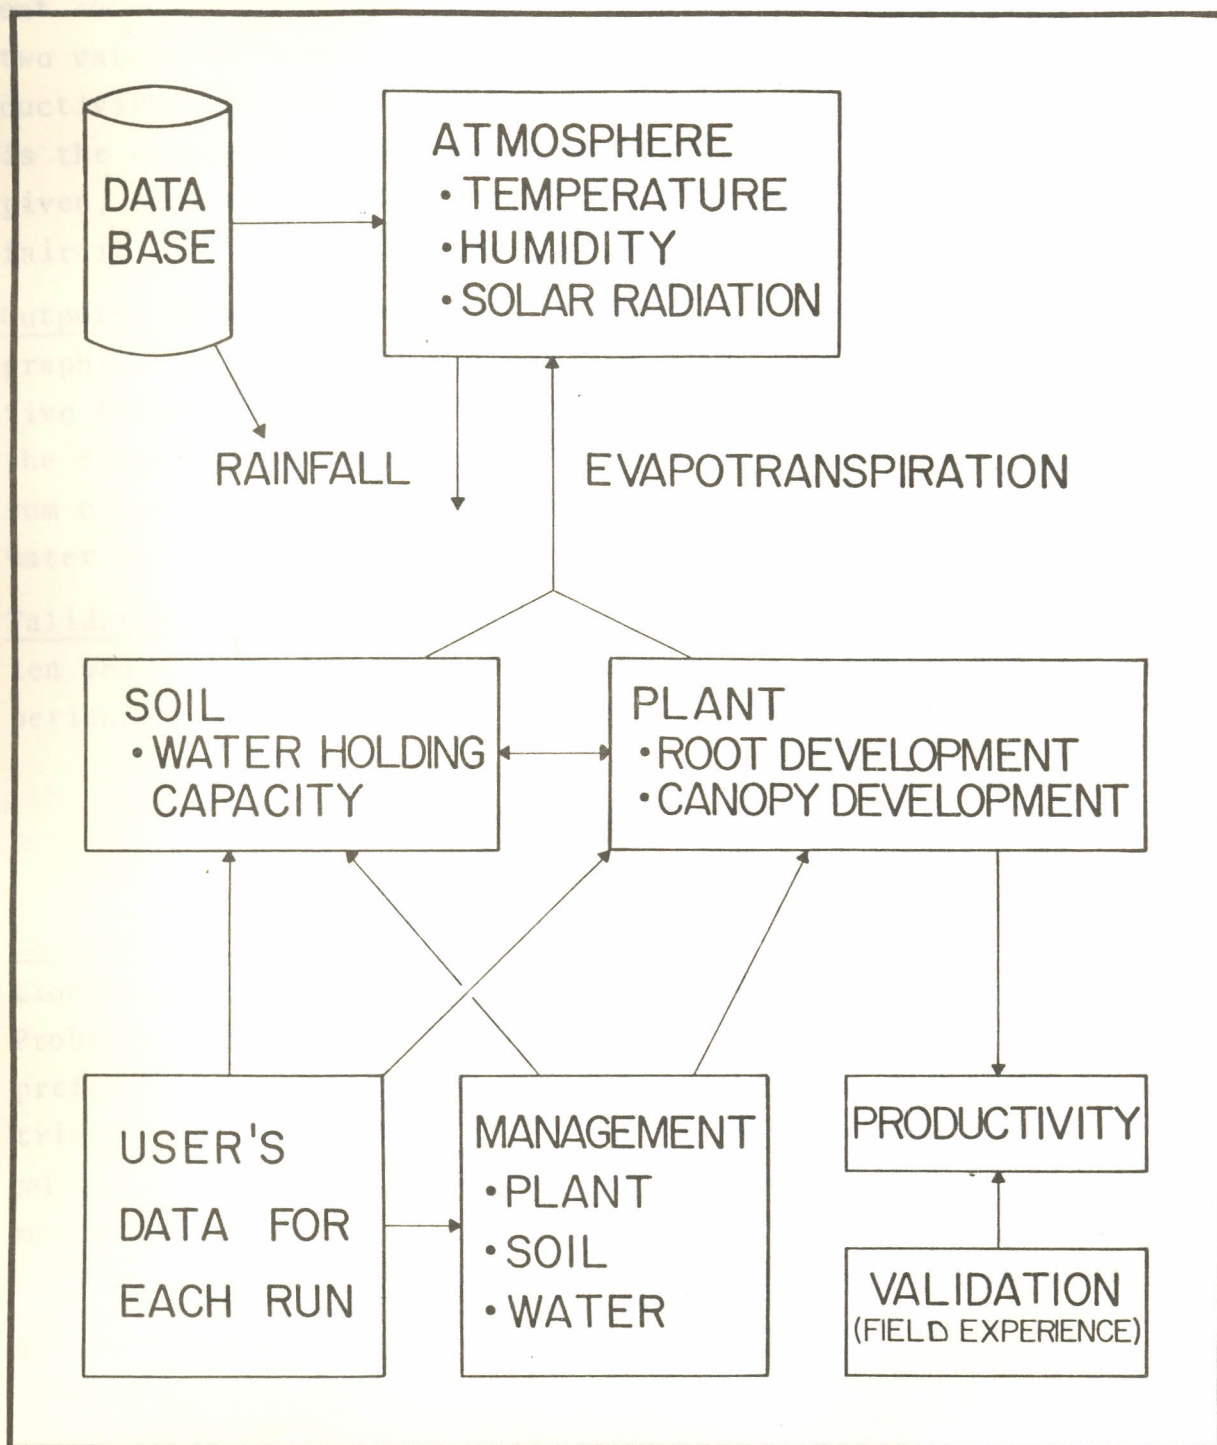 DATA
BASE
ATMOSPHERE
• TEMPERATURE
• HUMIDITY
• SOLAR RADIATION
RAINFALL
EVAPOTRANSPIRATION
SOIL
• WATER HOLDING
CAPACITY
PLANT
• ROOT DEVELOPMENT
• CANOPY DEVELOPMENT
USER'S
DATA FOR
EACH RUN
MANAGEMENT
• PLANT
• SOIL
• WATER
PRODUCTIVITY
VALIDATION
(FIELD EXPERIENCE)